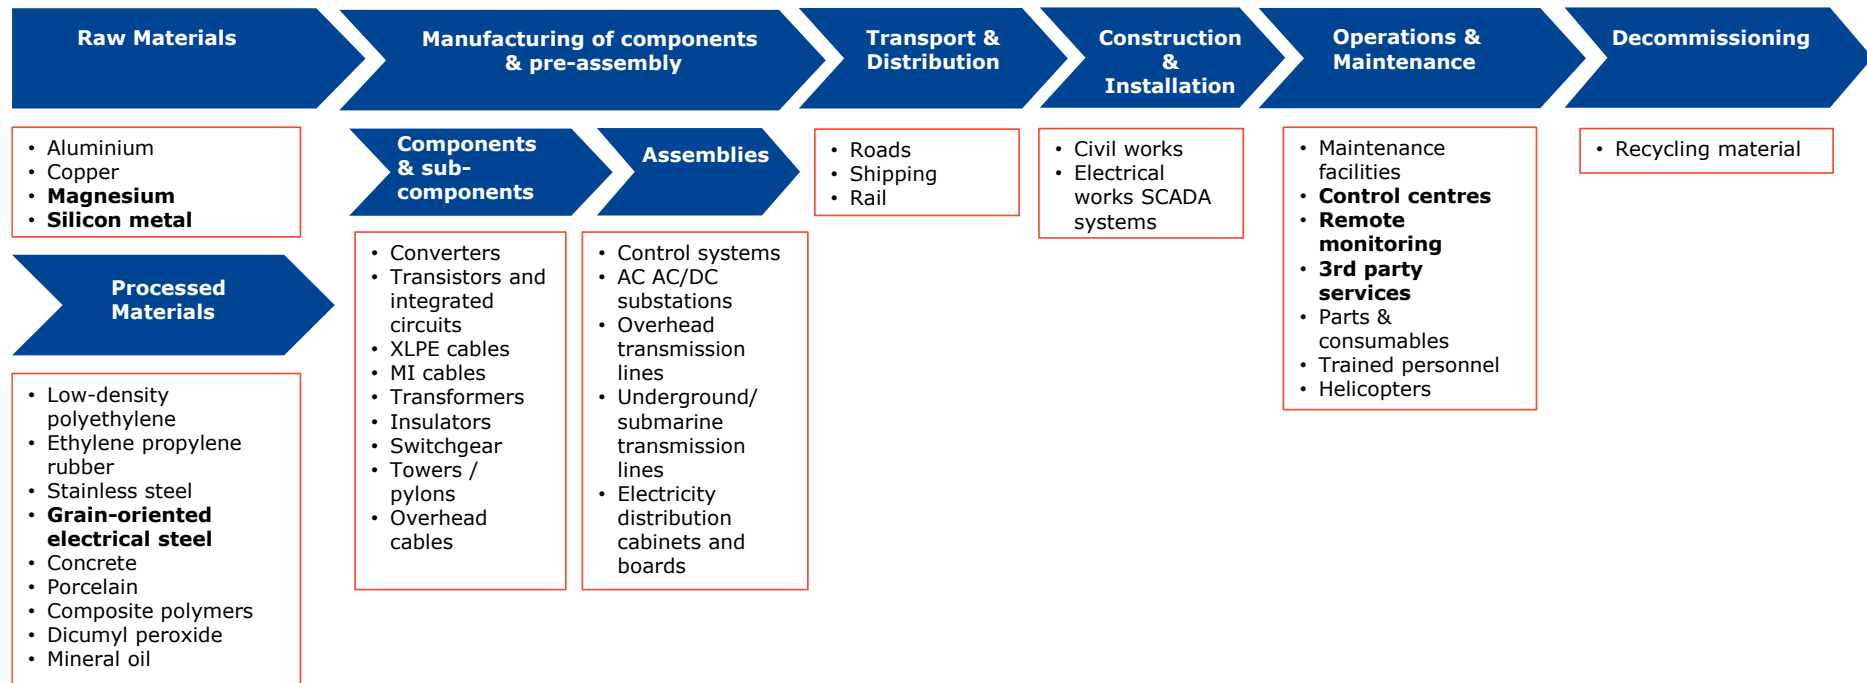 Raw Materials
Manufacturing of components
& pre-assembly
Transport &
Distribution
Construction
&
Installation
Operations &
Maintenance
Decommissioning
• Aluminium
• Copper
• Magnesium
• Silicon metal
Processed
Materials
• Low-density
polyethylene
• Ethylene propylene
rubber
• Stainless steel
• Grain-oriented
electrical steel
• Concrete
• Porcelain
• Composite polymers
• Dicumyl peroxide
• Mineral oil
Components
& sub-
components
• Converters
• Transistors and
integrated
circuits
• XLPE cables
• MI cables
• Transformers
• Insulators
• Switchgear
• Towers /
pylons
• Overhead
cables
Assemblies
• Control systems
• AC AC/DC
substations
• Overhead
transmission
lines
• Underground/
submarine
transmission
lines
• Electricity
distribution
cabinets and
boards
• Roads
• Shipping
• Rail
• Civil works
• Electrical
works SCADA
systems
• Maintenance
facilities
• Control centres
• Remote
monitoring
• 3rd party
services
• Parts &
consumables
• Trained personnel
• Helicopters
• Recycling material